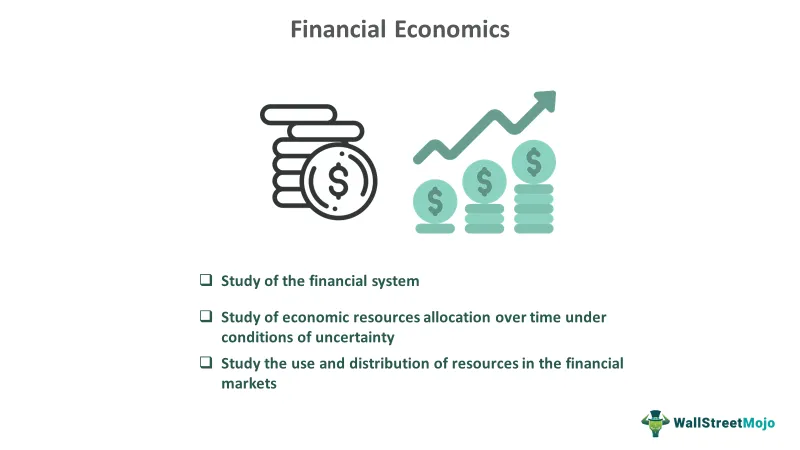 Financial Economics
$
$
$
$
❑ Study of the financial system
❑ Study of economic resources allocation over time under
conditions of uncertainty
❑ Study the use and distribution of resources in the financial
markets
WallStreetMojo